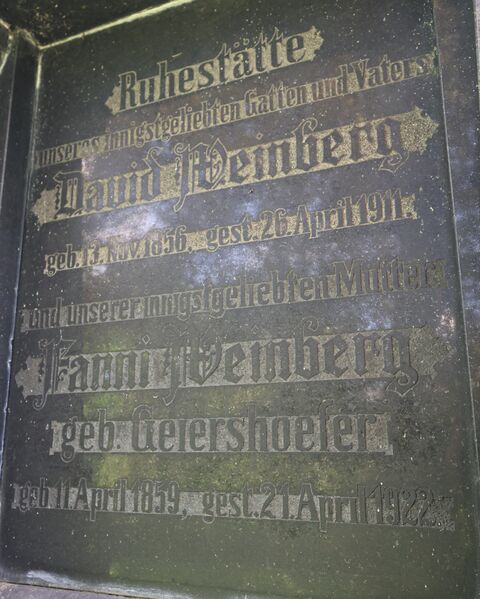 Ruhestätte
unseres innigstgeliebten Gatten und Vaters
David Weinberg
geb. 13. Nov. 1856, gest. 26 April 1911.
und unserer innigstgeliebten Mutter
Fanni Weinberg
geb. Geiershoefer.
geb. 11 April 1859, gest. 21. April 1922.